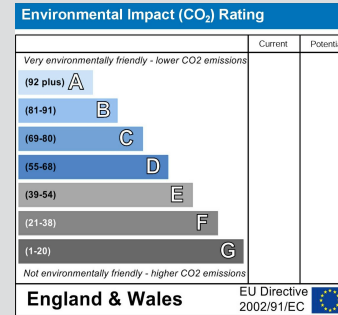 Environmental Impact (CO₂) Rating
Current
Very environmentally friendly - lower CO2 emissions
(92 plus) A
(81-91) B
(69-80) C
(55-68) D
(39-54) E
(21-38) F
(1-20) G
Not environmentally friendly - higher CO2 emissions
England & Wales
EU Directive
2002/91/EC